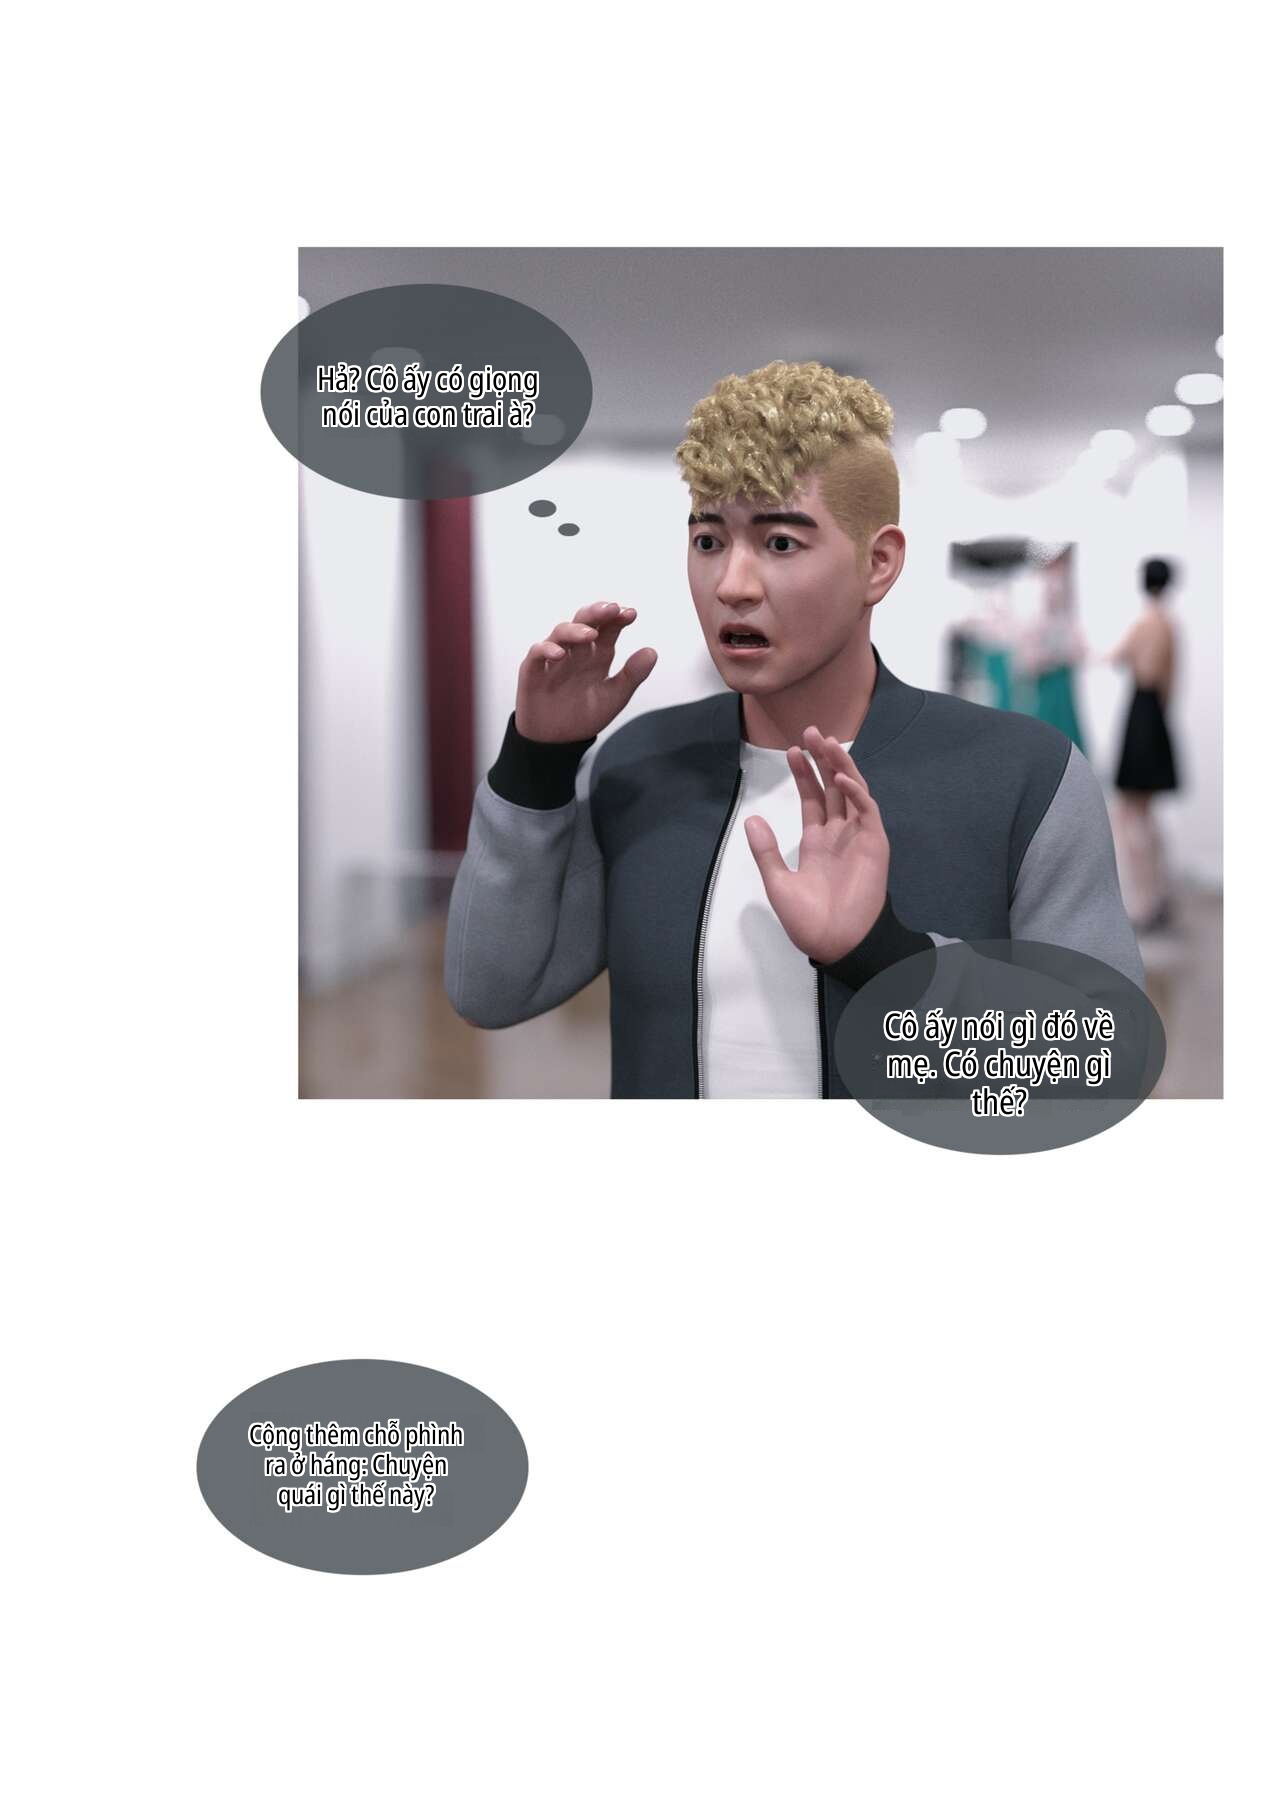 Hả? Cô ấy có giọng
nói của con trai à?
Cô ấy nói gì đó về
mẹ. Có chuyện gì
thế?
Cộng thêm chỗ phình
ra ở háng: Chuyện
quái gì thế này?